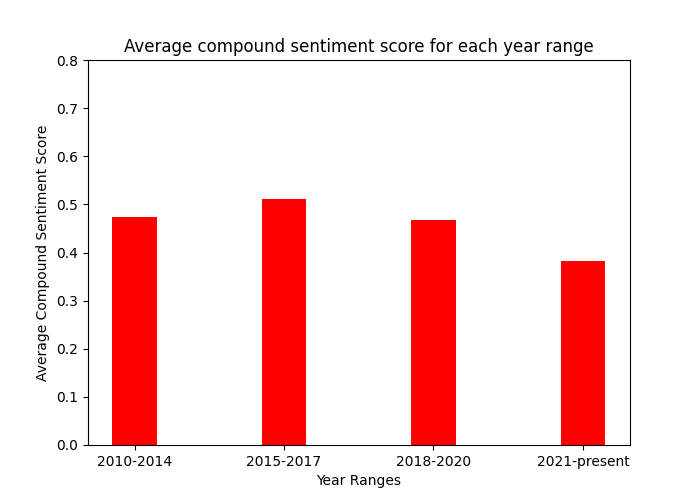 Average compound sentiment score for each year range
Average Compound Sentiment Score
0.8
0.7
0.6
0.5
0.4
0.3
0.2
0.1
0.0
2010-2014 2015-2017 2018-2020 2021-present
Year Ranges